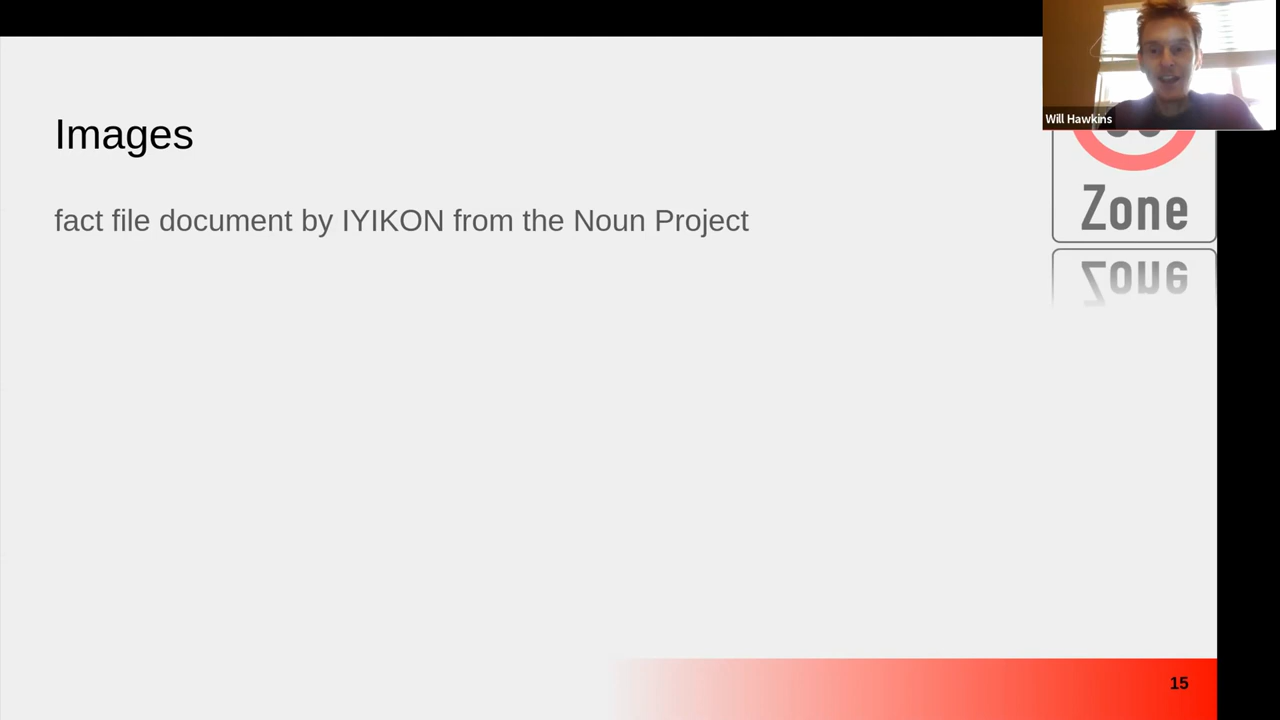 Images
fact file document by IYIKON from the Noun Project
Will Hawkins
Zone
Zone
15